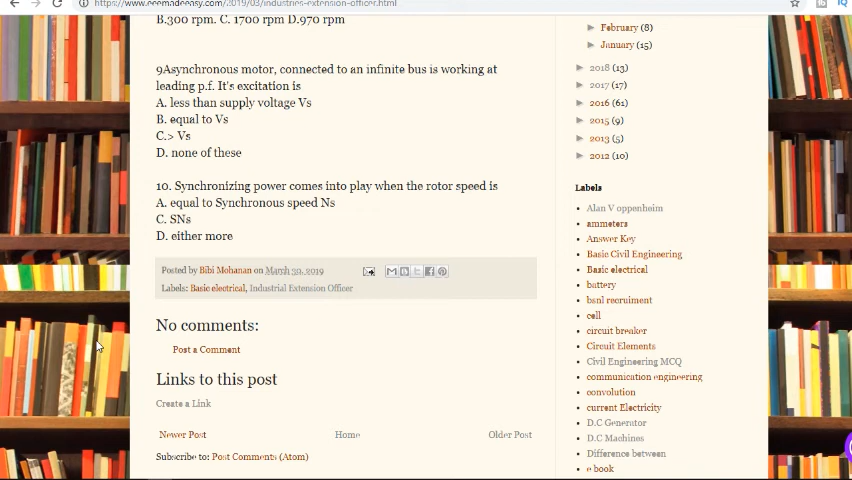 https://www.eeemadeeasy.com/2019/03/industries-extension-officer.html
B.300 rpm. C. 1700 rpm D.970 rpm
9Asynchronous motor, connected to an infinite bus is working at
leading p.f. It's excitation is
A. less than supply voltage Vs
B. equal to Vs
C.> Vs
D. none of these
10. Synchronizing power comes into play when the rotor speed is
A. equal to Synchronous speed Ns
C. SNs
D. either more
Posted by Bibi Mohanan on March 30, 2019
Labels: Basic electrical, Industrial Extension Officer
No comments:
Post a Comment
Links to this post
Create a Link
Newer Post Home Older Post
Subscribe to: Post Comments (Atom)
► February (8)
► January (15)
► 2018 (13)
► 2017 (17)
► 2016 (61)
► 2015 (9)
► 2013 (5)
► 2012 (10)
Labels
Alan V oppenheim
ammeters
Answer Key
Basic Civil Engineering
Basic electrical
battery
bsnl recruiment
cell
circuit breaker
Circuit Elements
Civil Engineering MCQ
communication engineering
convolution
current Electricity
D.C Generator
D.C Machines
Difference between
e book